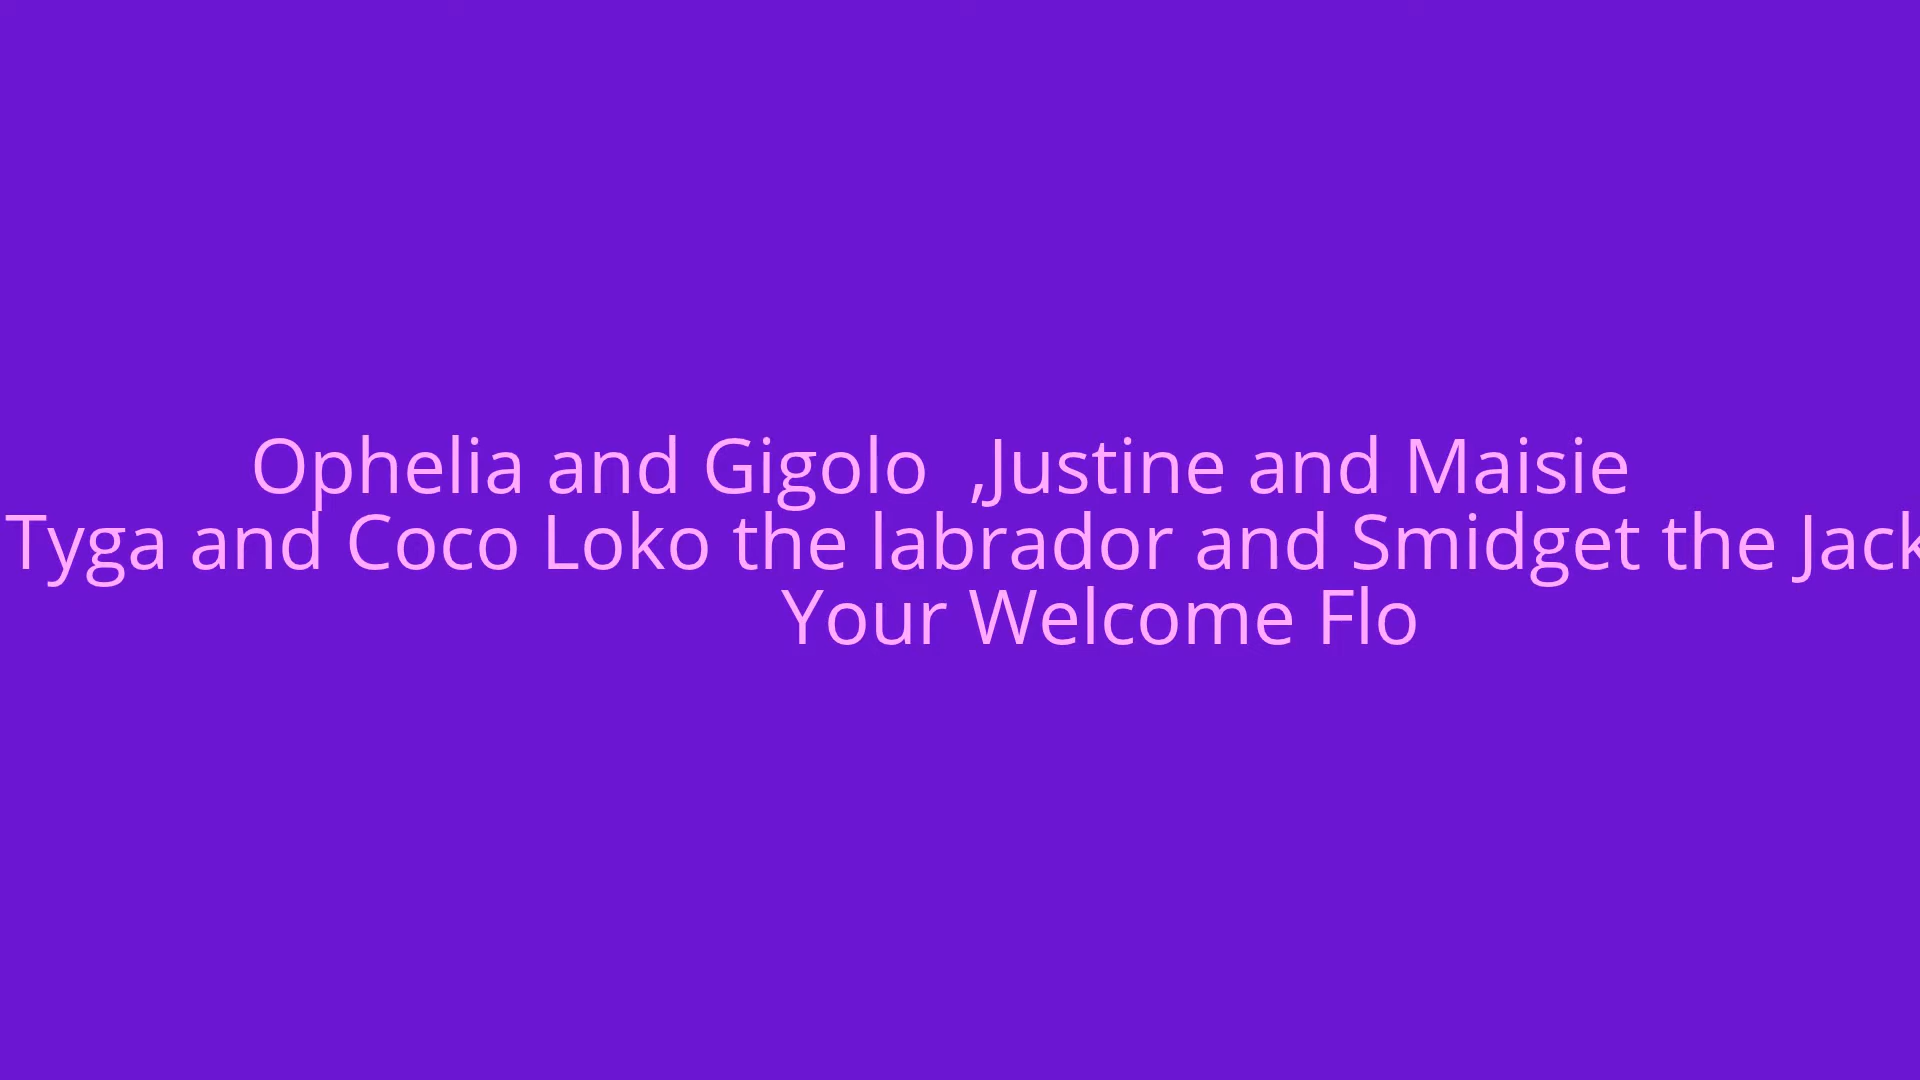 Ophelia and Gigolo  ,Justine and Maisie
Tyga and Coco Loko the labrador and Smidget the Jack
Your Welcome Flo